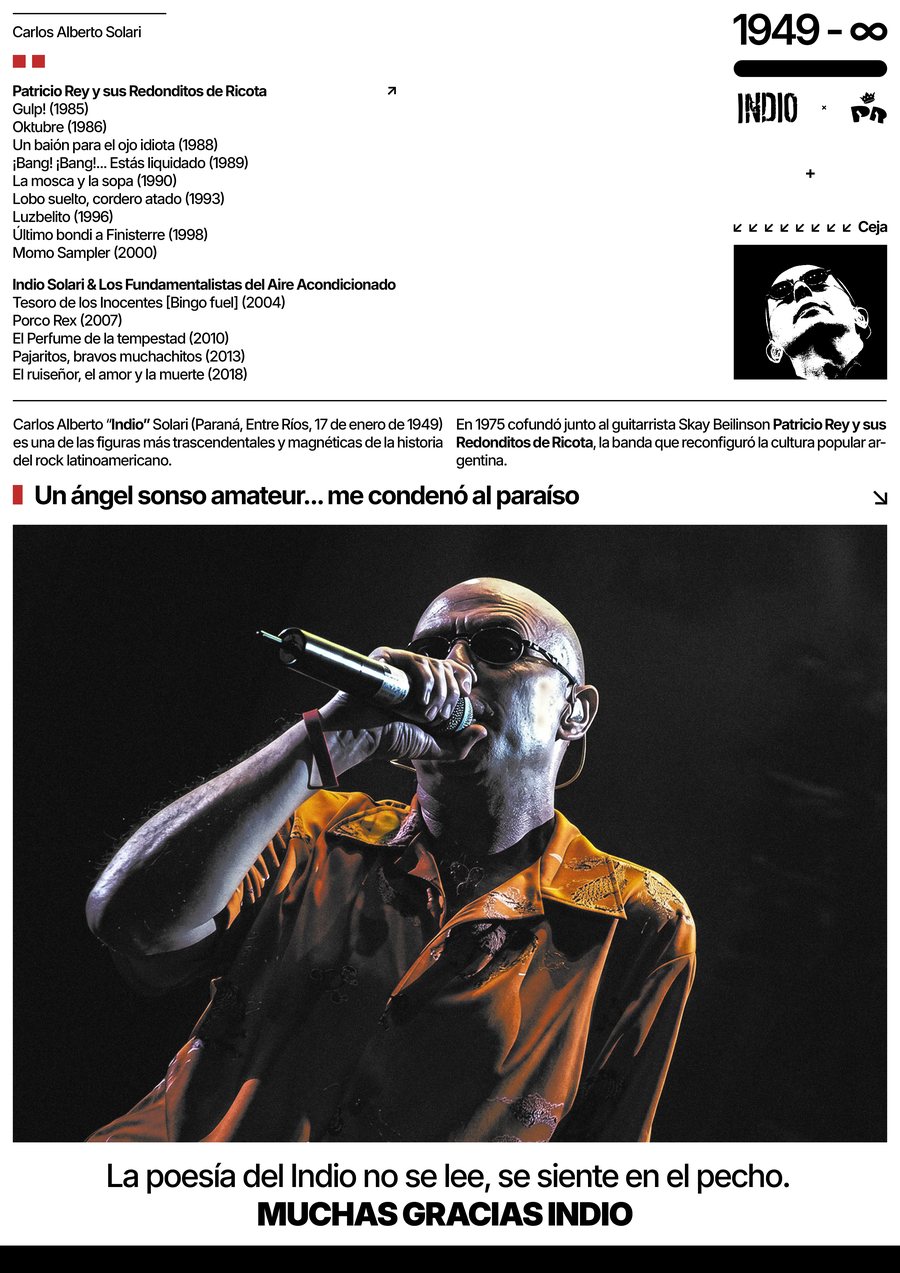 Carlos Alberto Solari
1949 - ∞
INDIO × PR
+
Patricio Rey y sus Redonditos de Ricota ↗
Gulp! (1985)
Oktubre (1986)
Un baión para el ojo idiota (1988)
¡Bang! ¡Bang!... Estás liquidado (1989)
La mosca y la sopa (1990)
Lobo suelto, cordero atado (1993)
Luzbelito (1996)
Último bondi a Finisterre (1998)
Momo Sampler (2000)
↙ ↙ ↙ ↙ ↙ ↙ ↙ ↙ Ceja
Indio Solari & Los Fundamentalistas del Aire Acondicionado
Tesoro de los Inocentes [Bingo fuel] (2004)
Porco Rex (2007)
El Perfume de la tempestad (2010)
Pajaritos, bravos muchachitos (2013)
El ruiseñor, el amor y la muerte (2018)
Carlos Alberto “Indio” Solari (Paraná, Entre Ríos, 17 de enero de 1949)
es una de las figuras más trascendentales y magnéticas de la historia
del rock latinoamericano.
En 1975 cofundó junto al guitarrista Skay Beilinson Patricio Rey y sus
Redonditos de Ricota, la banda que reconfiguró la cultura popular ar-
gentina.
Un ángel sonso amateur... me condenó al paraíso ↘
La poesía del Indio no se lee, se siente en el pecho.
MUCHAS GRACIAS INDIO